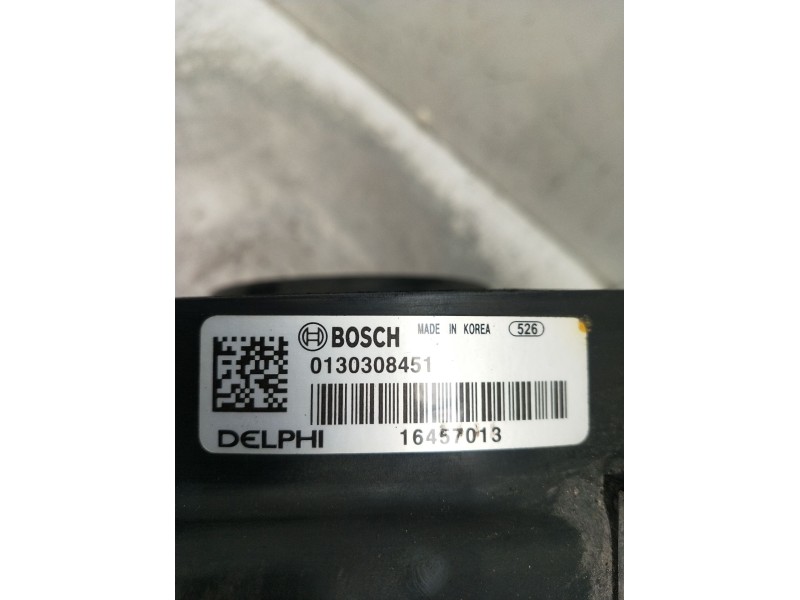 BOSCH MADE IN KOREA 526
0130308451
DELPHI 16457013